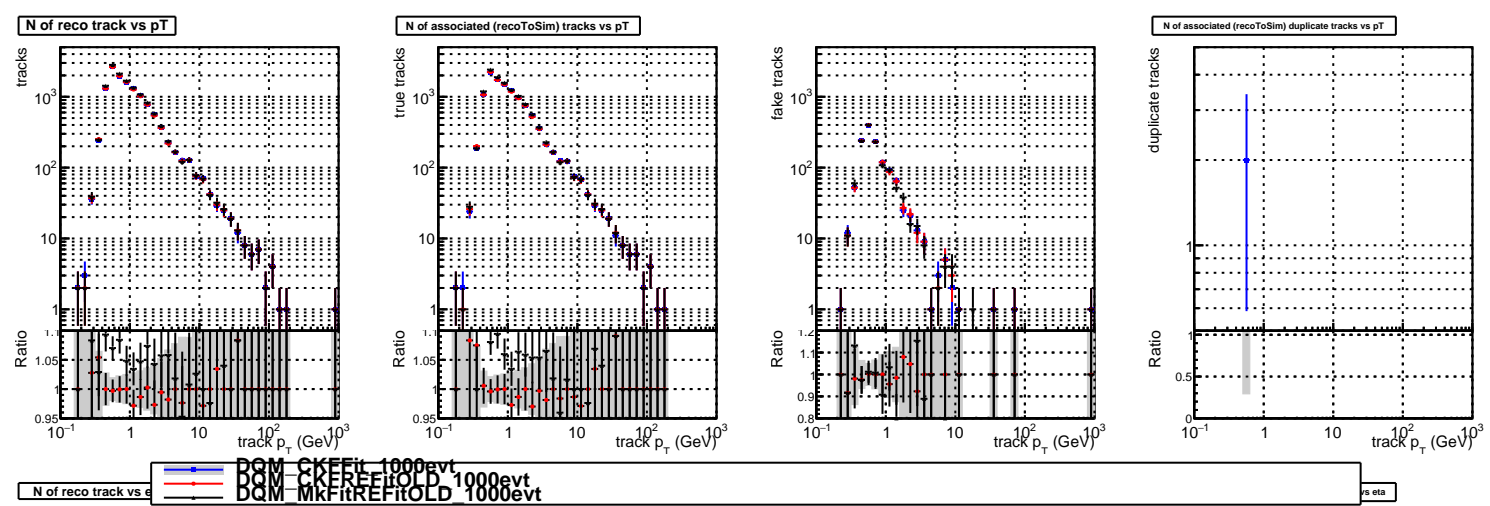 N of reco track vs pT
N of associated (recoToSim) tracks vs pT
N of associated (recoToSim) duplicate tracks vs pT
tracks
10³
10²
10
1
Ratio
1.1
1.05
1
0.95
10⁻¹ 1 10 10² 10³
track p_T (GeV)
true tracks
10³
10²
10
1
Ratio
1.1
1.05
1
0.95
10⁻¹ 1 10 10² 10³
track p_T (GeV)
fake tracks
10³
10²
10
1
Ratio
1.2
1.1
1
0.9
0.8
10⁻¹ 1 10 10² 10³
track p_T (GeV)
duplicate tracks
1
Ratio
1
0.5
0
10⁻¹ 1 10 10² 10³
track p_T (GeV)
DQM_CKFFit_1000evt
DQM_CKFREFitOLD_1000evt
DQM_MkFitREFitOLD_1000evt
N of reco track vs e
vs eta